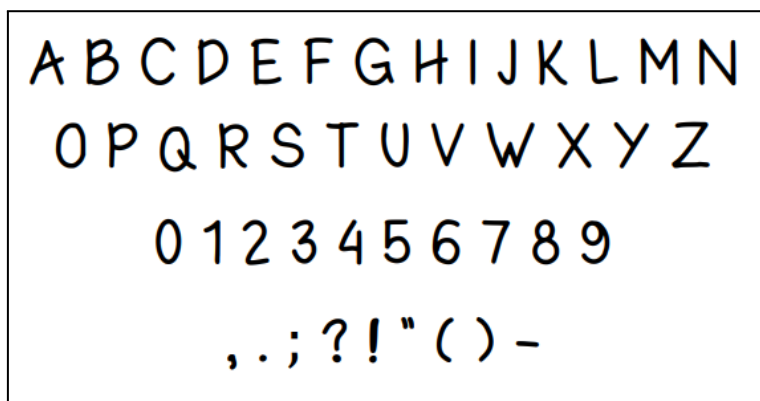 A B C D E F G H I J K L M N
O P Q R S T U V W X Y Z
0 1 2 3 4 5 6 7 8 9
, . ; ? ! " ( ) -